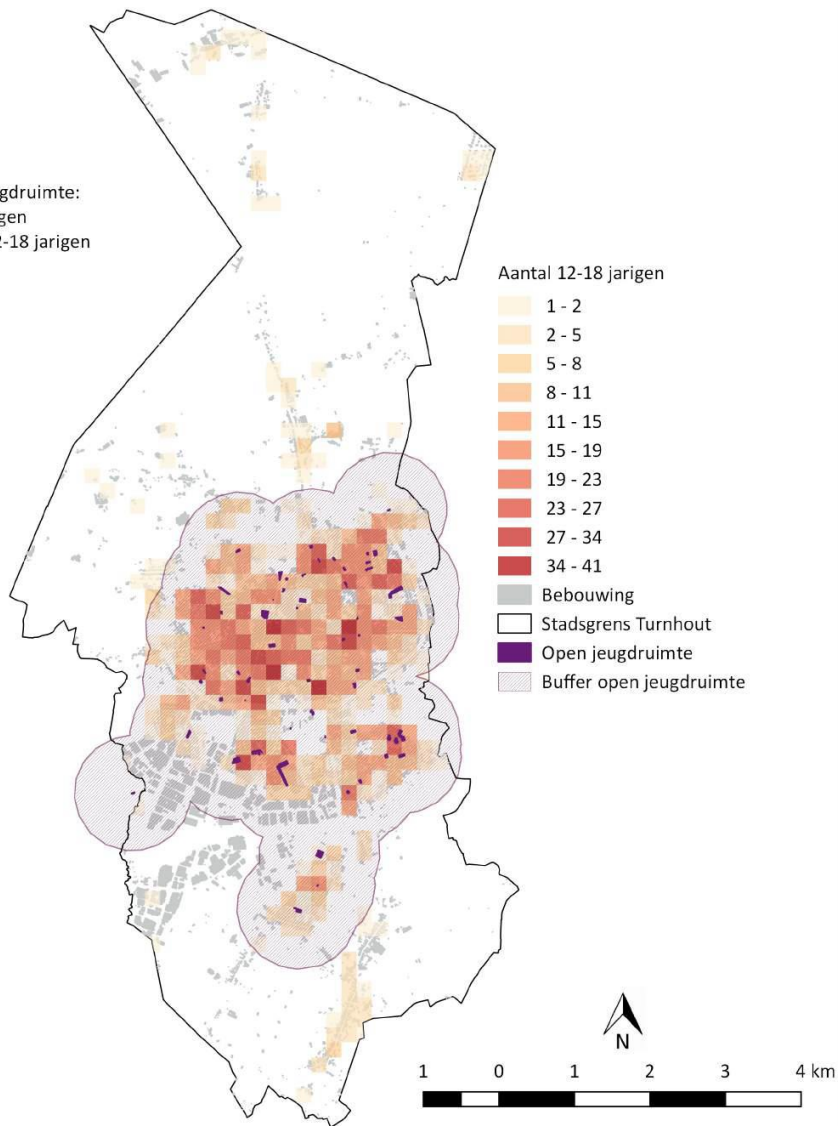 gdruimte:
gen
2-18 jarigen
Aantal 12-18 jarigen
1 - 2
2 - 5
5 - 8
8 - 11
11 - 15
15 - 19
19 - 23
23 - 27
27 - 34
34 - 41
Bebouwing
Stadsgrens Turnhout
Open jeugdruimte
Buffer open jeugdruimte
N
1 0 1 2 3 4 km